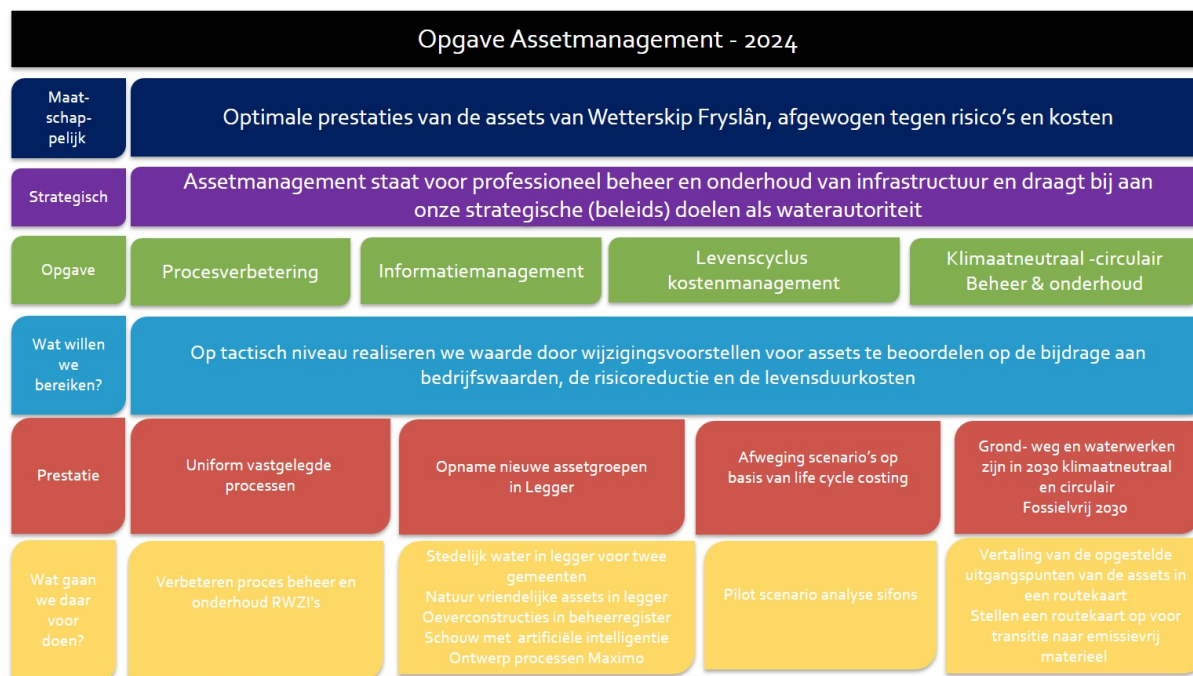 Opgave Assetmanagement - 2024
Maat-
schap-
pelijk
Optimale prestaties van de assets van Wetterskip Fryslân, afgewogen tegen risico's en kosten
Strategisch
Assetmanagement staat voor professioneel beheer en onderhoud van infrastructuur en draagt bij aan
onze strategische (beleids) doelen als waterautoriteit
Opgave
Procesverbetering
Informatiemanagement
Levenscyclus
kostenmanagement
Klimaatneutraal -circulair
Beheer & onderhoud
Wat willen
we
bereiken?
Op tactisch niveau realiseren we waarde door wijzigingsvoorstellen voor assets te beoordelen op de bijdrage aan
bedrijfswaarden, de risicoreductie en de levensduurkosten
Prestatie
Uniform vastgelegde
processen
Opname nieuwe assetgroepen
in Legger
Afweging scenario's op
basis van life cycle costing
Grond- weg en waterwerken
zijn in 2030 klimaatneutraal
en circulair
Fossielvrij 2030
Wat gaan
we daar
voor
doen?
Verbeteren proces beheer en
onderhoud RWZI's
Stedelijk water in legger voor twee
gemeenten
Natuur vriendelijke assets in legger
Oeverconstructies in beheerregister
Schouw met artificiële intelligentie
Ontwerp processen Maximo
Pilot scenario analyse sifons
Vertaling van de opgestelde
uitgangspunten van de assets in
een routekaart
Stellen een routekaart op voor
transitie naar emissievrij
materieel